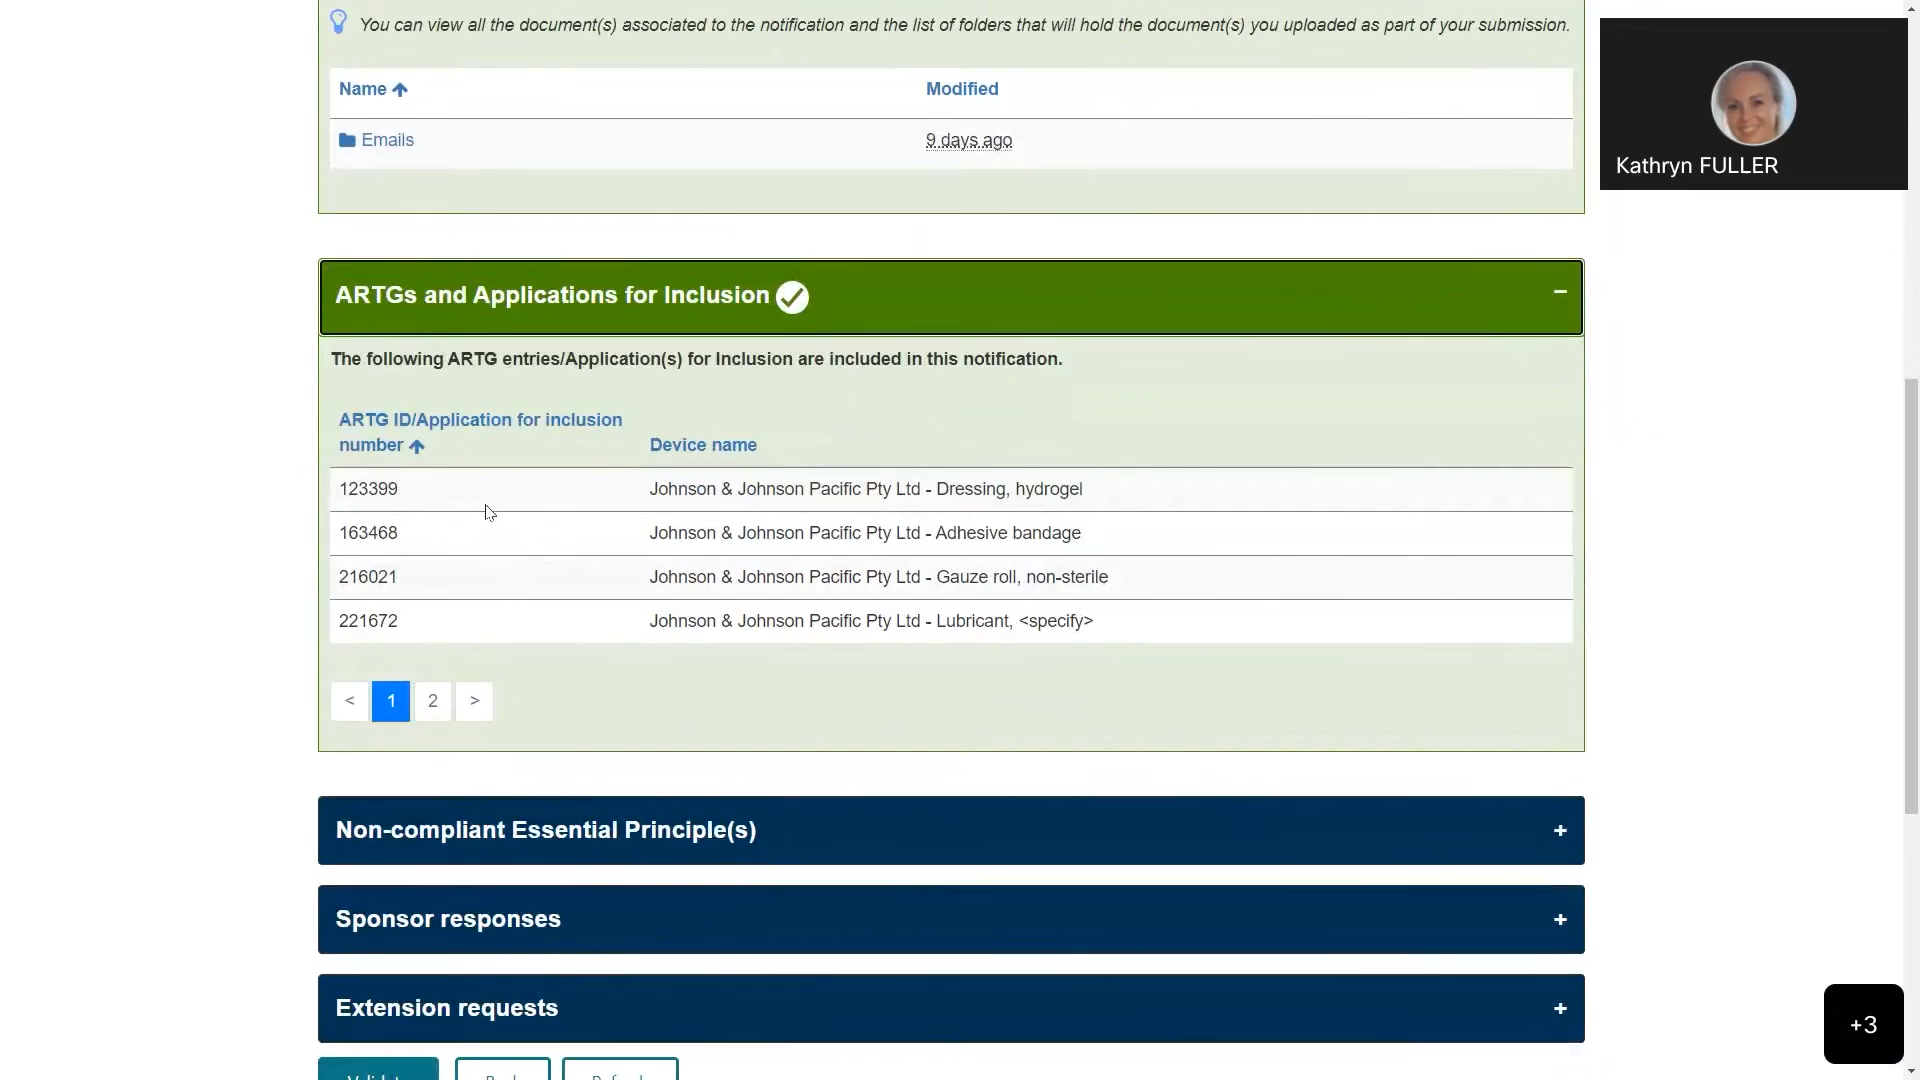 You can view all the document(s) associated to the notification and the list of folders that will hold the document(s) you uploaded as part of your submission.
Name Modified
Emails 9 days ago
Kathryn FULLER
ARTGs and Applications for Inclusion −
The following ARTG entries/Application(s) for Inclusion are included in this notification.
ARTG ID/Application for inclusion
number Device name
123399 Johnson & Johnson Pacific Pty Ltd - Dressing, hydrogel
163468 Johnson & Johnson Pacific Pty Ltd - Adhesive bandage
216021 Johnson & Johnson Pacific Pty Ltd - Gauze roll, non-sterile
221672 Johnson & Johnson Pacific Pty Ltd - Lubricant, <specify>
< 1 2 >
Non-compliant Essential Principle(s) +
Sponsor responses +
Extension requests +
+3